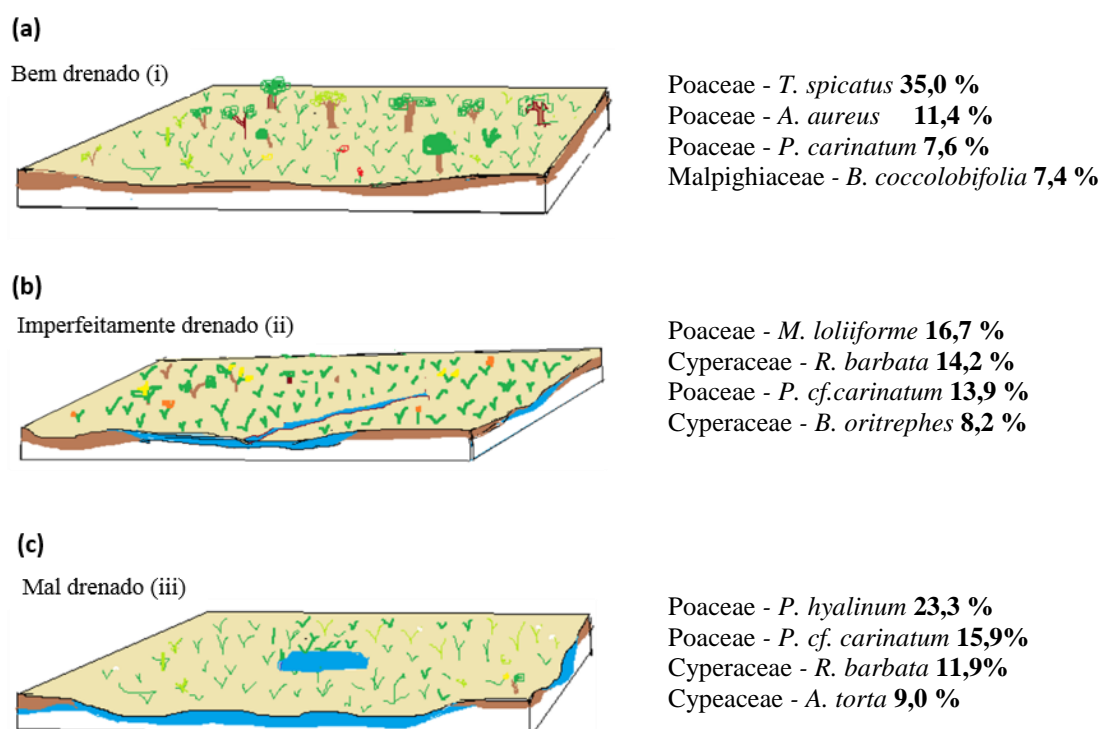 (a)
Bem drenado (i)
Poaceae - T. spicatus 35,0 %
Poaceae - A. aureus 11,4 %
Poaceae - P. carinatum 7,6 %
Malpighiaceae - B. coccolobifolia 7,4 %
(b)
Imperfeitamente drenado (ii)
Poaceae - M. loliiforme 16,7 %
Cyperaceae - R. barbata 14,2 %
Poaceae - P. cf.carinatum 13,9 %
Cyperaceae - B. oritrephes 8,2 %
(c)
Mal drenado (iii)
Poaceae - P. hyalinum 23,3 %
Poaceae - P. cf. carinatum 15,9%
Cyperaceae - R. barbata 11,9%
Cypeaceae - A. torta 9,0 %